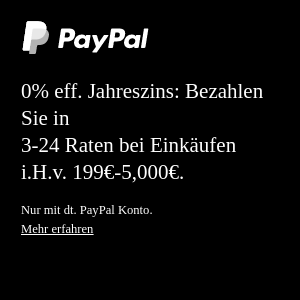 PayPal
0% eff. Jahreszins: Bezahlen
Sie in
3-24 Raten bei Einkäufen
i.H.v. 199€-5,000€.
Nur mit dt. PayPal Konto.
Mehr erfahren